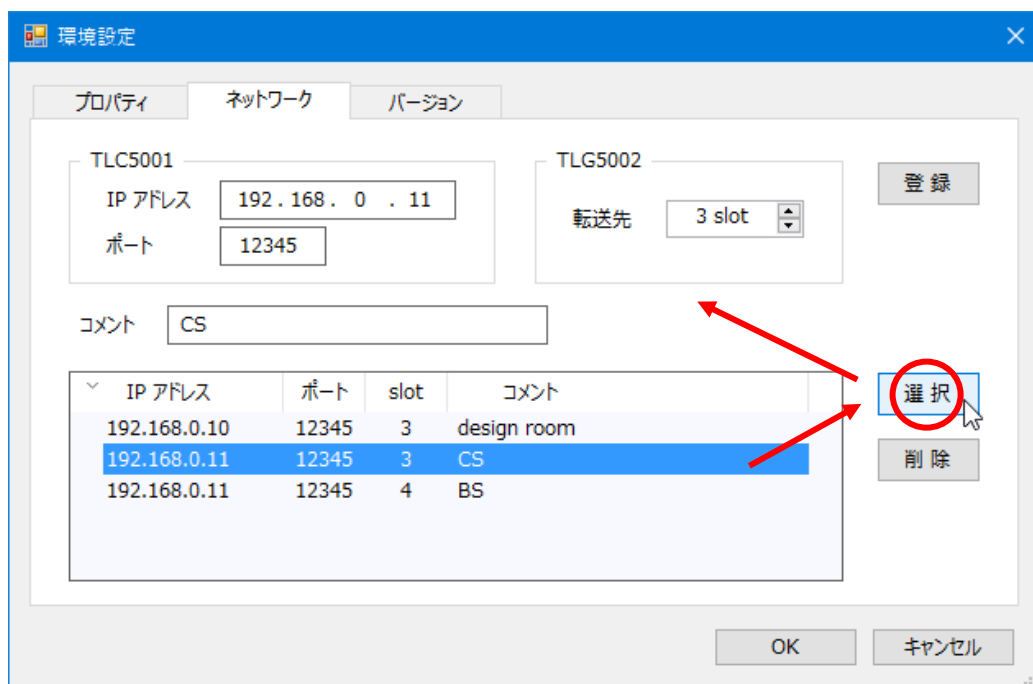 環境設定
プロパティ ネットワーク バージョン
TLC5001
IP アドレス 192 . 168 . 0 . 11
ポート 12345
TLG5002
転送先 3 slot
登 録
コメント CS
IP アドレス ポート slot コメント
192.168.0.10 12345 3 design room
192.168.0.11 12345 3 CS
192.168.0.11 12345 4 BS
選 択
削 除
OK キャンセル